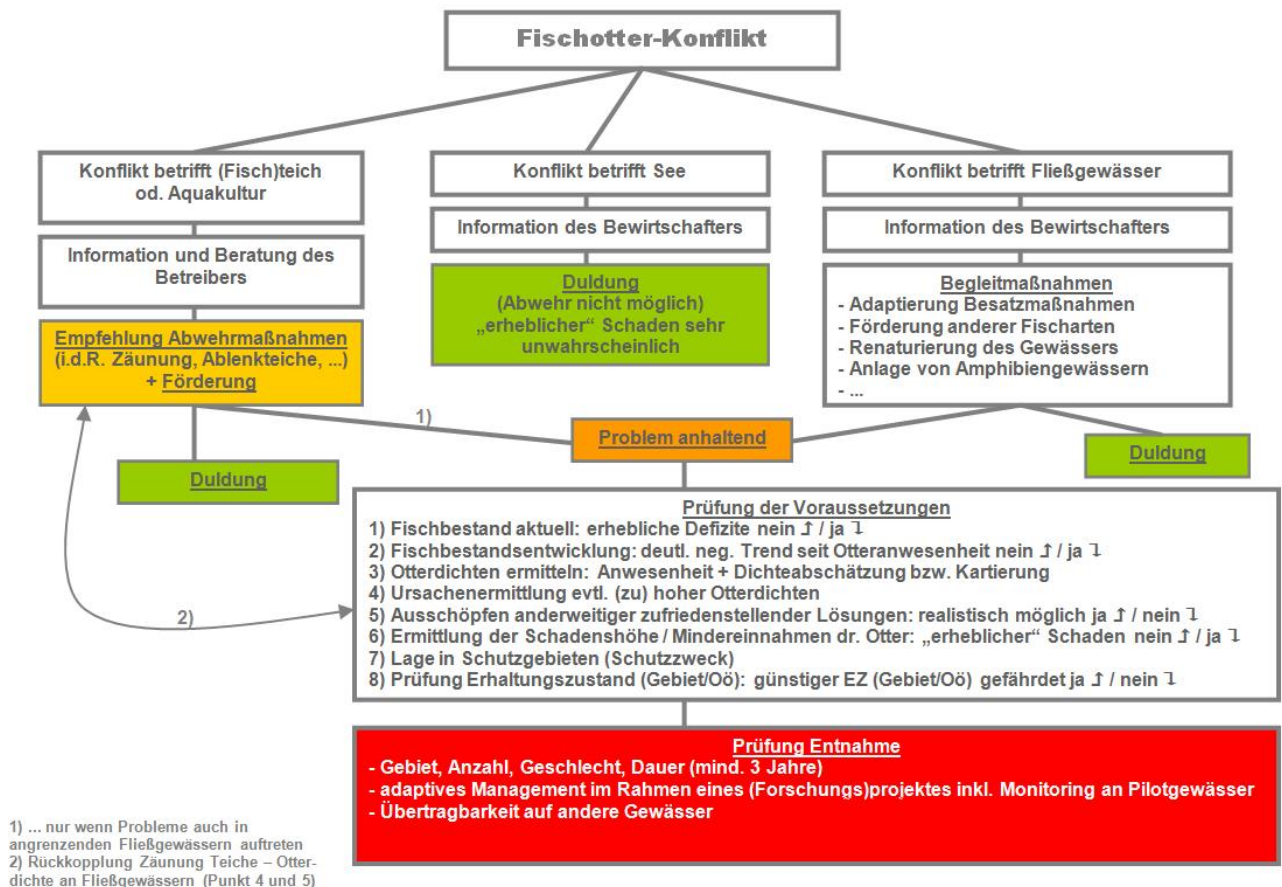 Fischotter-Konflikt
Konflikt betrifft (Fisch)teich
od. Aquakultur
Information und Beratung des
Betreibers
Empfehlung Abwehrmaßnahmen
(i.d.R. Zäunung, Ablenkteiche, ...)
+ Förderung
1)
Duldung
Konflikt betrifft See
Information des Bewirtschafters
Duldung
(Abwehr nicht möglich)
„erheblicher“ Schaden sehr
unwahrscheinlich
Konflikt betrifft Fließgewässer
Information des Bewirtschafters
Begleitmaßnahmen
- Adaptierung Besatzmaßnahmen
- Förderung anderer Fischarten
- Renaturierung des Gewässers
- Anlage von Amphibiengewässern
- ...
Duldung
Problem anhaltend
2)
Prüfung der Voraussetzungen
1) Fischbestand aktuell: erhebliche Defizite nein ↥ / ja ↴
2) Fischbestandsentwicklung: deutl. neg. Trend seit Otteranwesenheit nein ↥ / ja ↴
3) Otterdichten ermitteln: Anwesenheit + Dichteabschätzung bzw. Kartierung
4) Ursachenermittlung evtl. (zu) hoher Otterdichten
5) Ausschöpfen anderweitiger zufriedenstellender Lösungen: realistisch möglich ja ↥ / nein ↴
6) Ermittlung der Schadenshöhe / Mindereinnahmen dr. Otter: „erheblicher“ Schaden nein ↥ / ja ↴
7) Lage in Schutzgebieten (Schutzzweck)
8) Prüfung Erhaltungszustand (Gebiet/Oö): günstiger EZ (Gebiet/Oö) gefährdet ja ↥ / nein ↴
Prüfung Entnahme
- Gebiet, Anzahl, Geschlecht, Dauer (mind. 3 Jahre)
- adaptives Management im Rahmen eines (Forschungs)projektes inkl. Monitoring an Pilotgewässer
- Übertragbarkeit auf andere Gewässer
1) ... nur wenn Probleme auch in
angrenzenden Fließgewässern auftreten
2) Rückkopplung Zäunung Teiche – Otter-
dichte an Fließgewässern (Punkt 4 und 5)